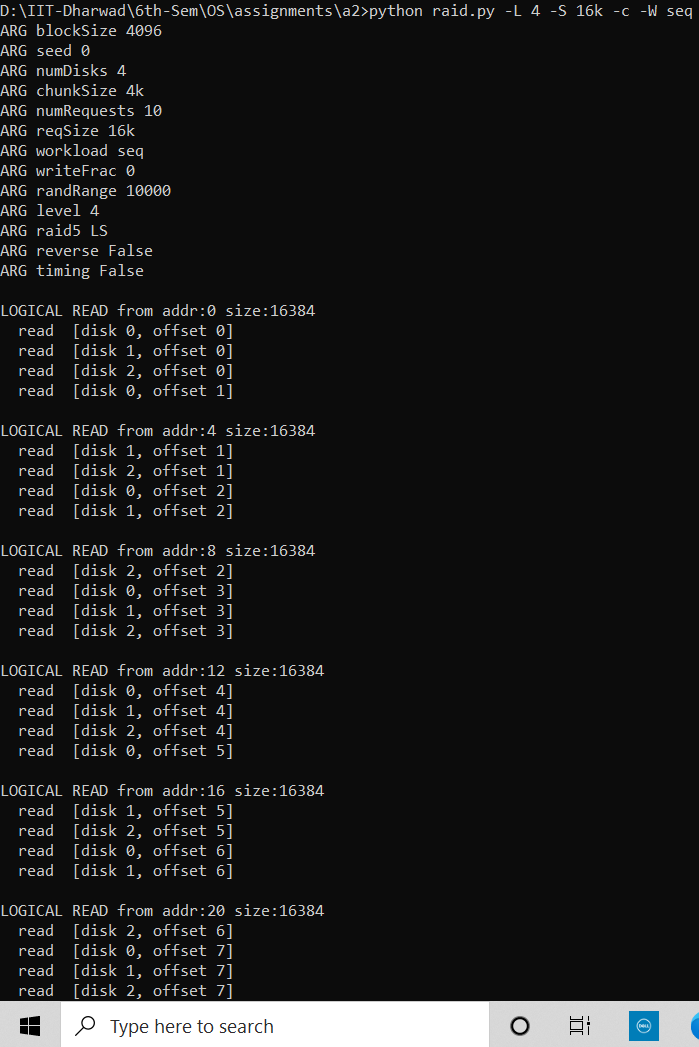 D:\IIT-Dharwad\6th-Sem\OS\assignments\a2>python raid.py -L 4 -S 16k -c -W seq
ARG blockSize 4096
ARG seed 0
ARG numDisks 4
ARG chunkSize 4k
ARG numRequests 10
ARG reqSize 16k
ARG workload seq
ARG writeFrac 0
ARG randRange 10000
ARG level 4
ARG raid5 LS
ARG reverse False
ARG timing False

LOGICAL READ from addr:0 size:16384
  read  [disk 0, offset 0]
  read  [disk 1, offset 0]
  read  [disk 2, offset 0]
  read  [disk 0, offset 1]

LOGICAL READ from addr:4 size:16384
  read  [disk 1, offset 1]
  read  [disk 2, offset 1]
  read  [disk 0, offset 2]
  read  [disk 1, offset 2]

LOGICAL READ from addr:8 size:16384
  read  [disk 2, offset 2]
  read  [disk 0, offset 3]
  read  [disk 1, offset 3]
  read  [disk 2, offset 3]

LOGICAL READ from addr:12 size:16384
  read  [disk 0, offset 4]
  read  [disk 1, offset 4]
  read  [disk 2, offset 4]
  read  [disk 0, offset 5]

LOGICAL READ from addr:16 size:16384
  read  [disk 1, offset 5]
  read  [disk 2, offset 5]
  read  [disk 0, offset 6]
  read  [disk 1, offset 6]

LOGICAL READ from addr:20 size:16384
  read  [disk 2, offset 6]
  read  [disk 0, offset 7]
  read  [disk 1, offset 7]
  read  [disk 2, offset 7]
Type here to search
DELL